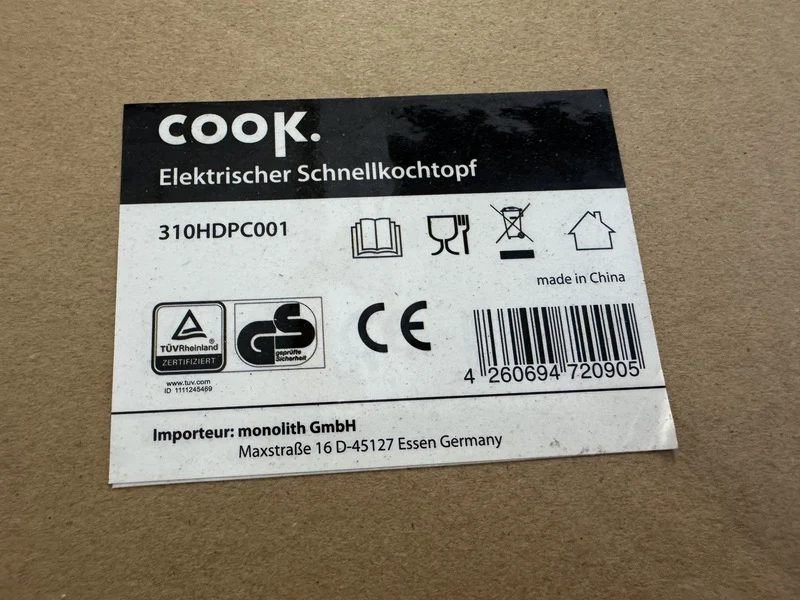 cook.
Elektrischer Schnellkochtopf
310HDPC001
made in China
TÜVRheinland®
ZERTIFIZIERT
www.tuv.com
ID 1111245469
GS
geprüfte
Sicherheit
CE
4 260694 720905
Importeur: monolith GmbH
Maxstraße 16 D-45127 Essen Germany